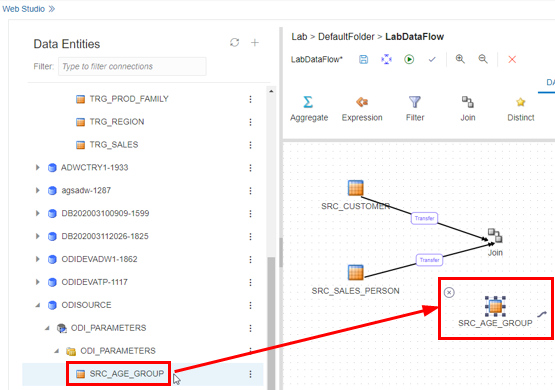 Web Studio »
Data Entities
Filter: Type to filter connections
TRG_PROD_FAMILY
TRG_REGION
TRG_SALES
ADWCTRY1-1933
agsadw-1287
DB202003100909-1599
DB202003112026-1825
ODIDEVADW1-1862
ODIDEVATP-1117
ODISOURCE
ODI_PARAMETERS
ODI_PARAMETERS
SRC_AGE_GROUP
Lab > DefaultFolder > LabDataFlow
LabDataFlow*
DA
Aggregate Expression Filter Join Distinct
SRC_CUSTOMER
Transfer
Join
Transfer
SRC_SALES_PERSON
SRC_AGE_GROUP